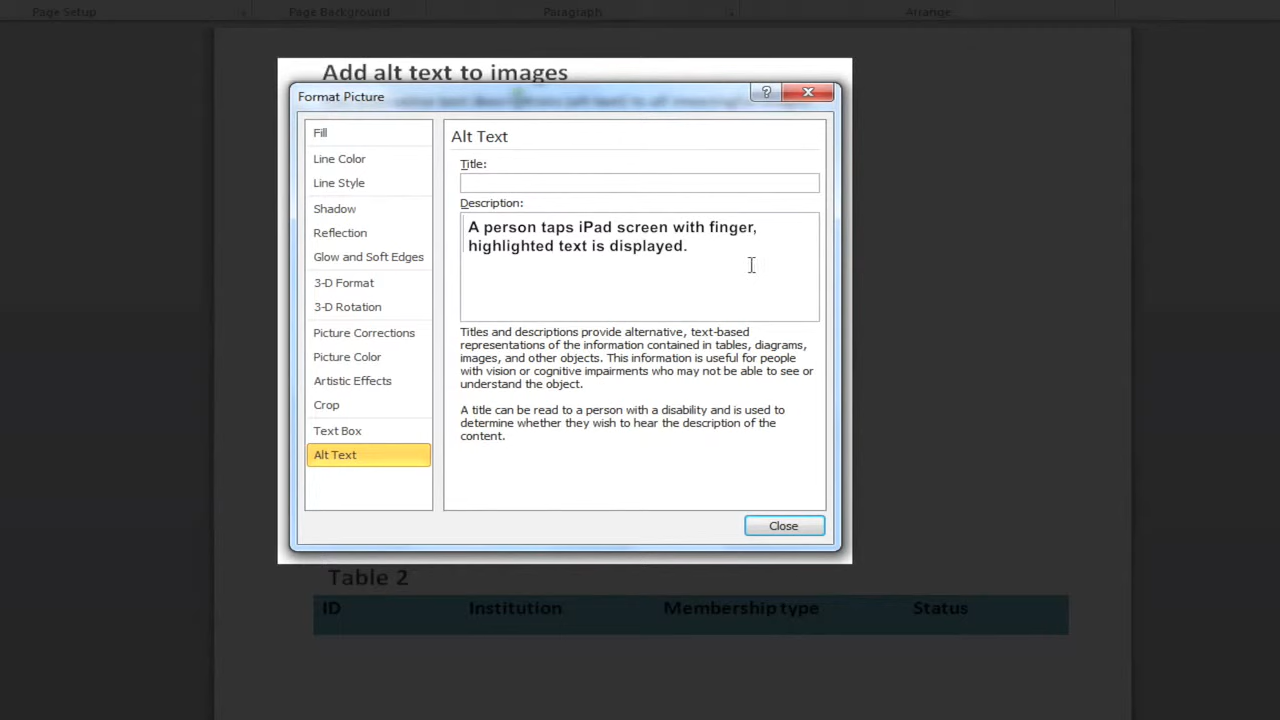 Page Setup Page Background Paragraph Arrange
Add alt text to images
Format Picture
?
Fill
Line Color
Line Style
Shadow
Reflection
Glow and Soft Edges
3-D Format
3-D Rotation
Picture Corrections
Picture Color
Artistic Effects
Crop
Text Box
Alt Text
Alt Text
Title:
Description:
A person taps iPad screen with finger,
highlighted text is displayed.
Titles and descriptions provide alternative, text-based
representations of the information contained in tables, diagrams,
images, and other objects. This information is useful for people
with vision or cognitive impairments who may not be able to see or
understand the object.
A title can be read to a person with a disability and is used to
determine whether they wish to hear the description of the
content.
Close
Table 2
ID Institution Membership type Status